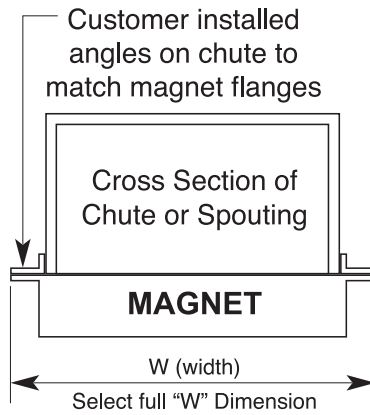 Customer installed
angles on chute to
match magnet flanges
Cross Section of
Chute or Spouting
MAGNET
W (width)
Select full “W” Dimension